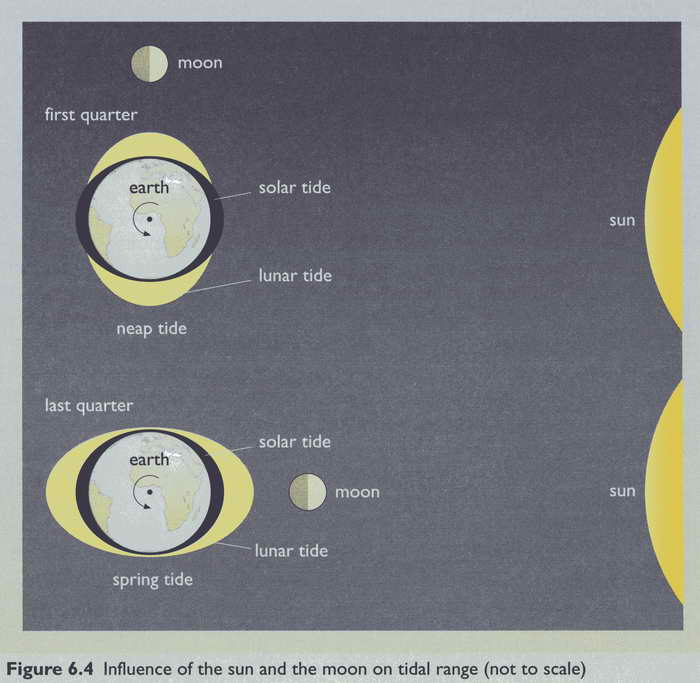 moon
first quarter
earth
solar tide
sun
lunar tide
neap tide
last quarter
solar tide
earth
moon
sun
lunar tide
spring tide
Figure 6.4 Influence of the sun and the moon on tidal range (not to scale)